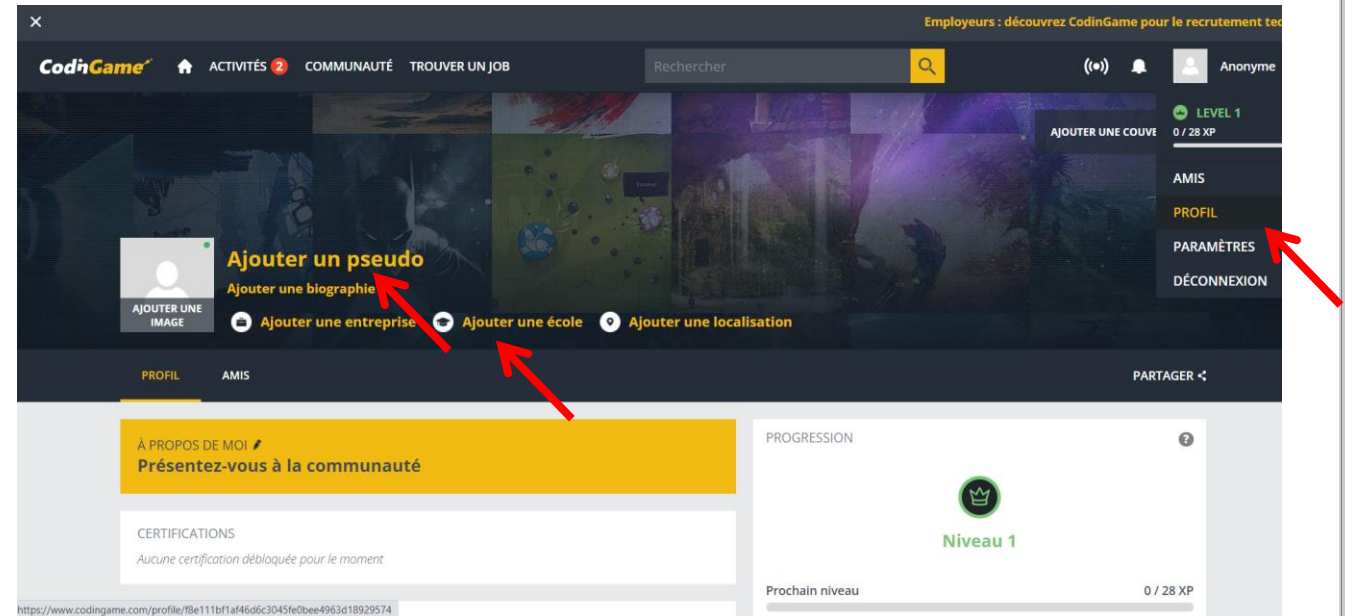 ×
Employeurs : découvrez CodinGame pour le recrutement tec
CodinGame
ACTIVITÉS 2 COMMUNAUTÉ TROUVER UN JOB
Rechercher
Anonyme
LEVEL 1
0 / 28 XP
AJOUTER UNE COUVE
AMIS
PROFIL
PARAMÈTRES
DÉCONNEXION
Ajouter un pseudo
Ajouter une biographie
AJOUTER UNE
IMAGE
Ajouter une entreprise Ajouter une école Ajouter une localisation
PROFIL AMIS
PARTAGER
À PROPOS DE MOI
Présentez-vous à la communauté
CERTIFICATIONS
Aucune certification débloquée pour le moment
PROGRESSION ?
Niveau 1
Prochain niveau 0 / 28 XP
https://www.codingame.com/profile/f8e111bf1af46d6c3045fe0bee4963d18929574